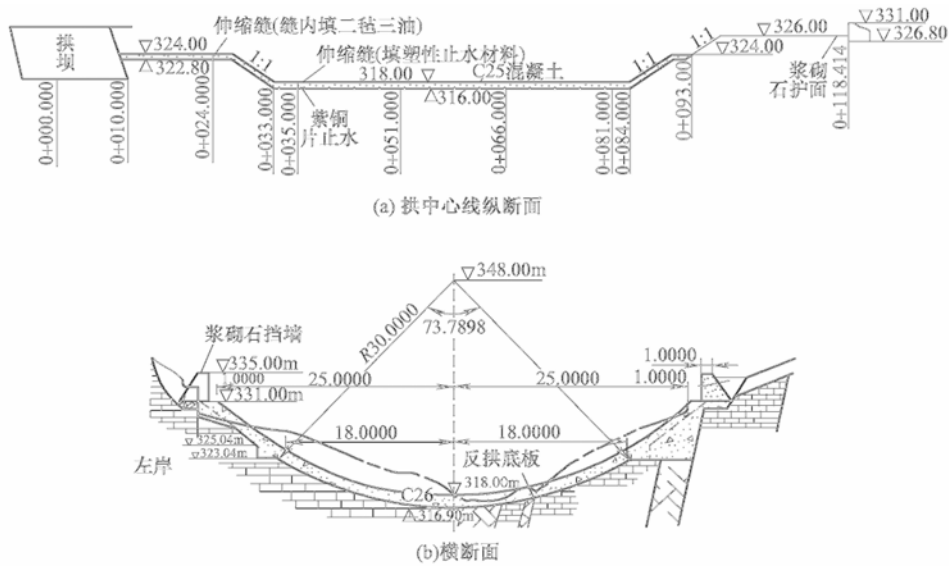 拱
坝
伸缩缝(缝内填二毡三油)
▽324.00
△322.80
1:1
伸缩缝(填塑性止水材料)
318.00
C25混凝土
△316.00
紫铜
片止水
1:1
1:1
▽326.00
▽324.00
▽331.00
▽326.80
浆砌
石护面
0+000.000
0+010.000
0+024.000
0+033.000
0+035.000
0+051.000
0+066.000
0+081.000
0+084.000
0+093.000
0+118.414
(a) 拱中心线纵断面
▽348.00m
73.7898
R30.0000
浆砌石挡墙
▽335.00m
1.0000
▽331.00m
25.0000
25.0000
1.0000
1.0000
18.0000
18.0000
▽325.04m
▽323.04m
左岸
反拱底板
318.00m
C26
△316.90m
(b)横断面